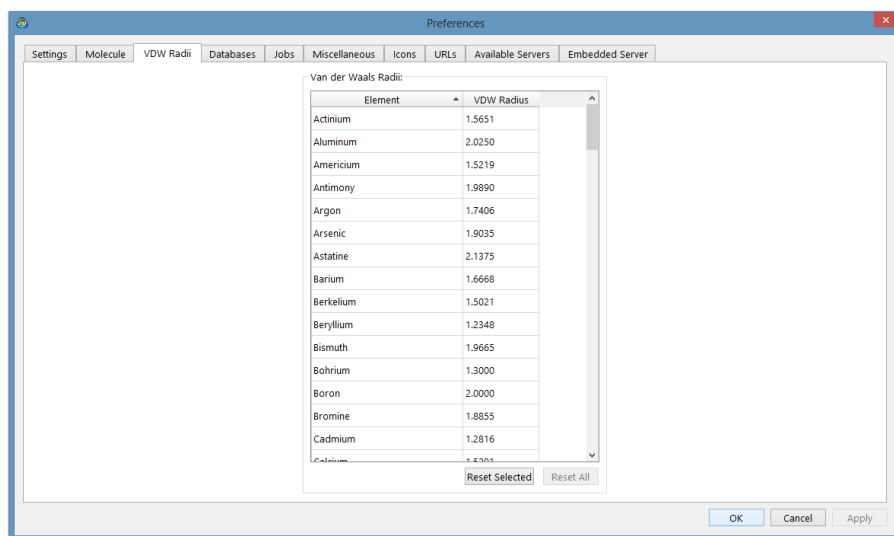 Preferences
Settings Molecule VDW Radii Databases Jobs Miscellaneous Icons URLs Available Servers Embedded Server
Van der Waals Radii:
Element VDW Radius
Actinium 1.5651
Aluminum 2.0250
Americium 1.5219
Antimony 1.9890
Argon 1.7406
Arsenic 1.9035
Astatine 2.1375
Barium 1.6668
Berkelium 1.5021
Beryllium 1.2348
Bismuth 1.9665
Bohrium 1.3000
Boron 2.0000
Bromine 1.8855
Cadmium 1.2816
Calcium
Reset Selected Reset All
OK Cancel Apply